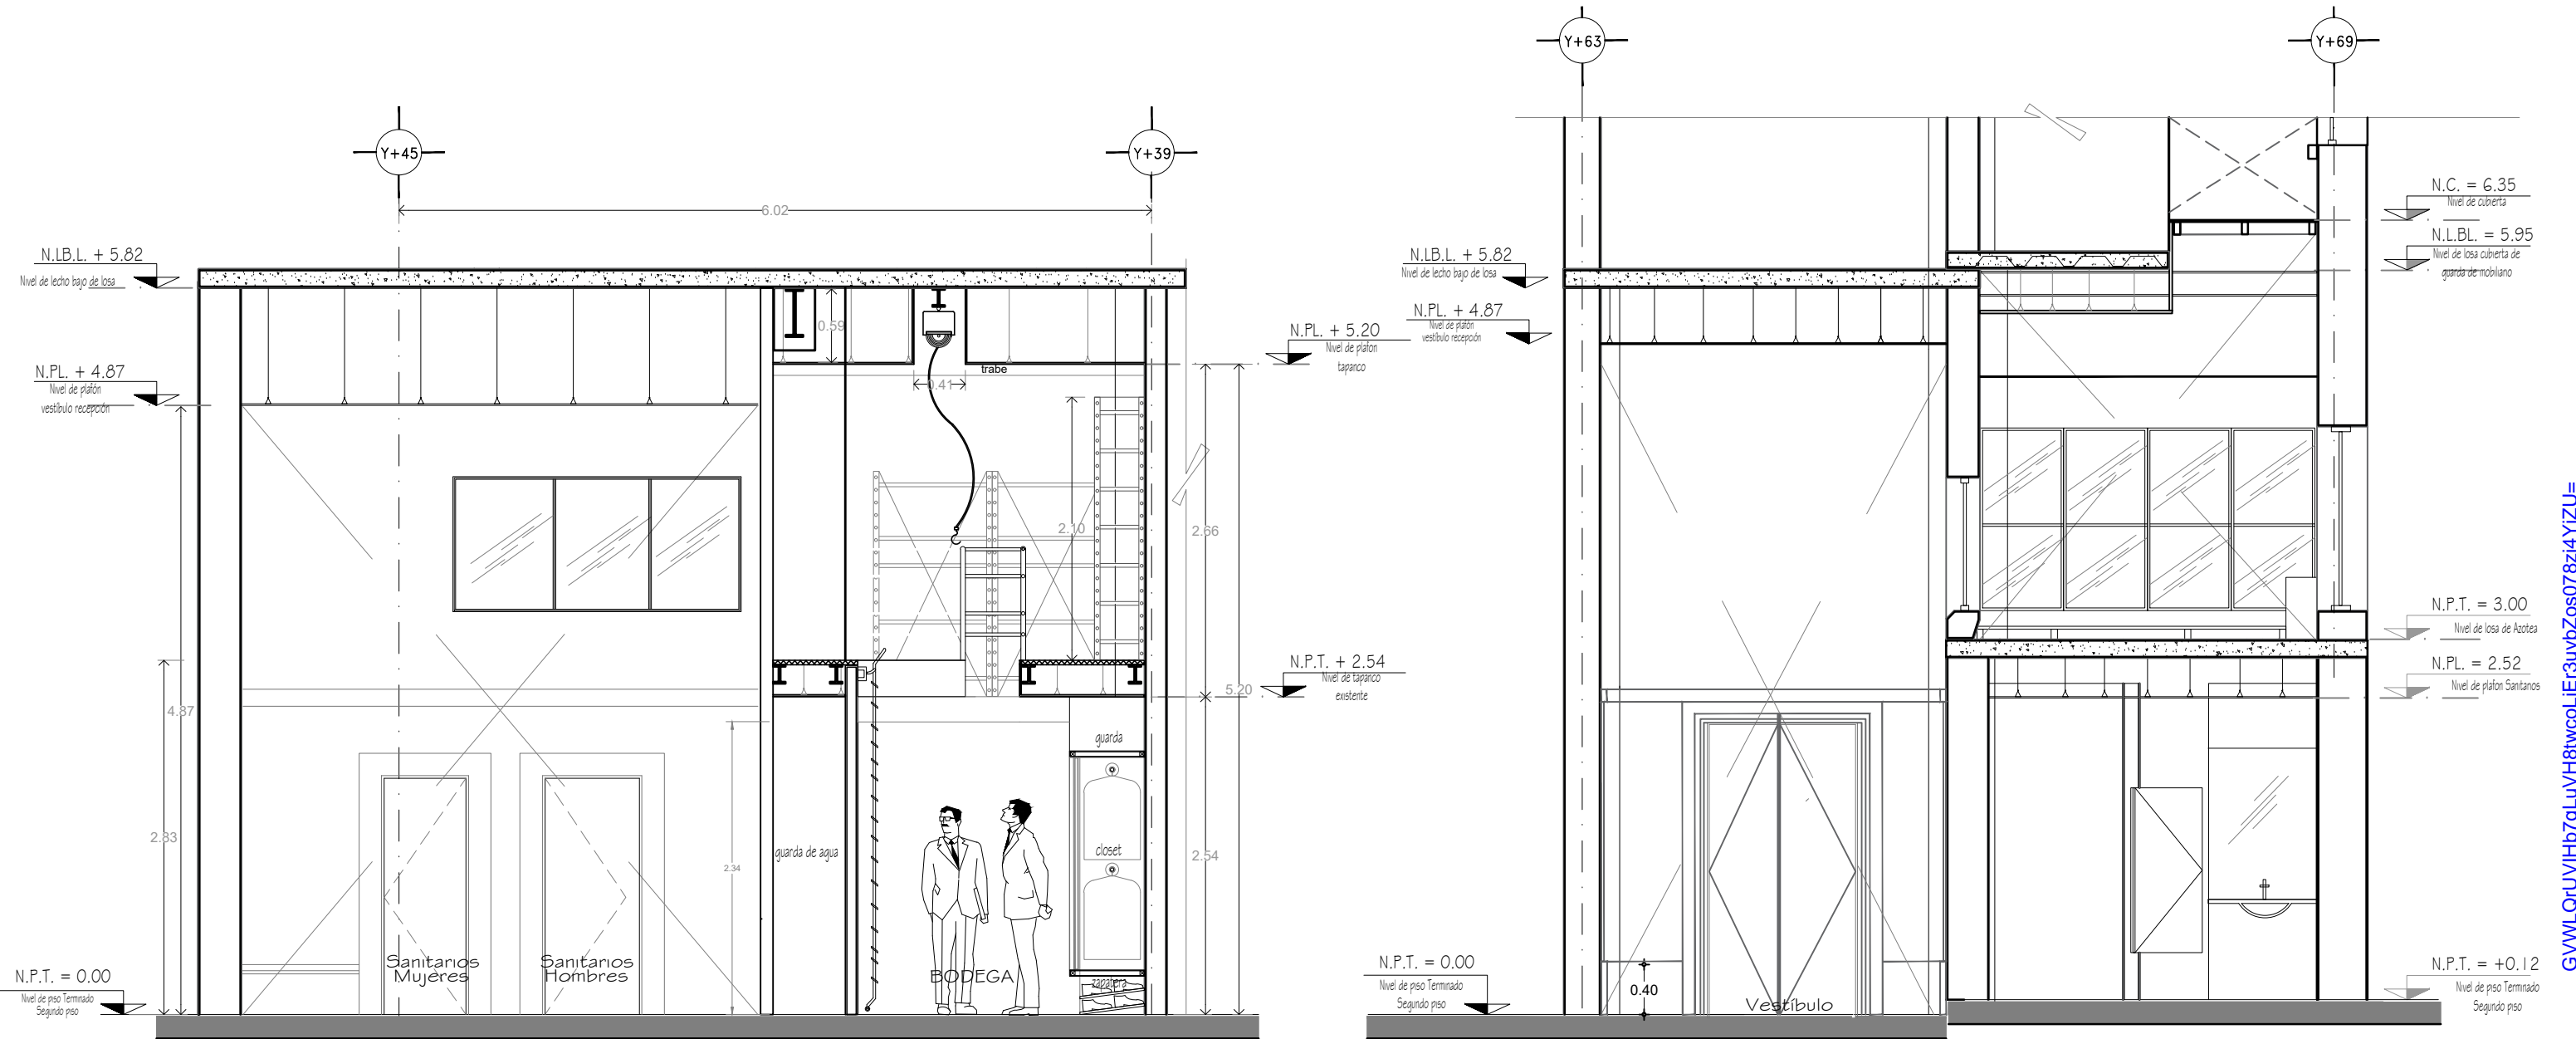 Y+63
Y+69
Y+45
Y+39
6.02
N.LB.L. + 5.82
Nivel de lecho bajo de losa
N.PL. + 4.87
Nivel de plafón
vestíbulo recepción
4.87
2.83
N.P.T. = 0.00
Nivel de piso Terminado
Segundo piso
Sanitarios
Mujeres
Sanitarios
Hombres
0.59
0.41
trabe
2.10
2.34
guarda de agua
BODEGA
guarda
closet
zapatera
2.66
5.20
2.54
N.PL. + 5.20
Nivel de plafon
tapanco
N.P.T. + 2.54
Nivel de tapanco
existente
N.LB.L. + 5.82
Nivel de lecho bajo de losa
N.PL. + 4.87
Nivel de plafón
vestíbulo recepción
N.P.T. = 0.00
Nivel de piso Terminado
Segundo piso
0.40
Vestíbulo
N.C. = 6.35
Nivel de cubierta
N.L.BL. = 5.95
Nivel de losa cubierta de
guarda de mobiliario
N.P.T. = 3.00
Nivel de losa de Azotea
N.PL. = 2.52
Nivel de plafon Sanitarios
N.P.T. = +0.12
Nivel de piso Terminado
Segundo piso